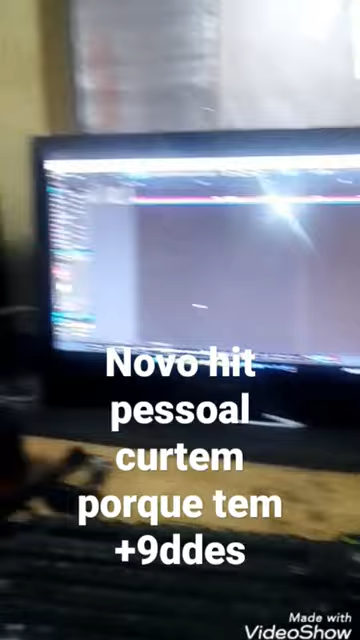 Novo hit
pessoal
curtem
porque tem
+9ddes
Made with
VideoShow